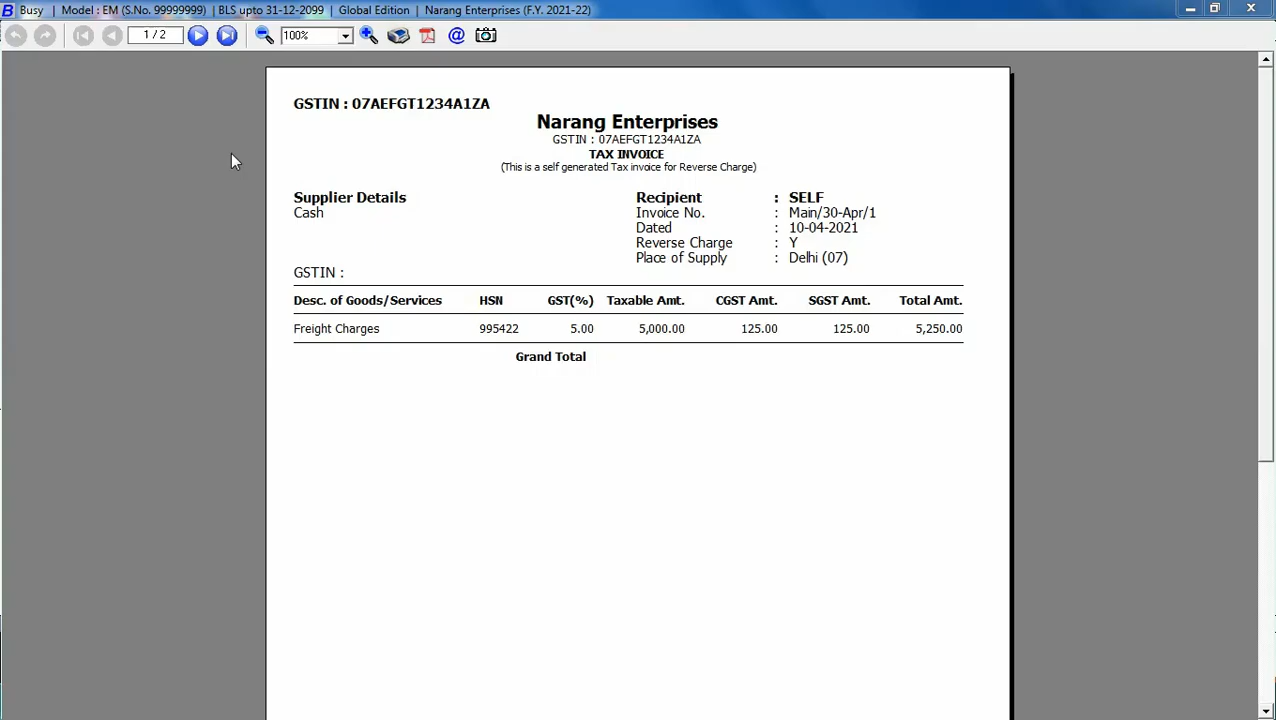 Busy | Model : EM (S.No. 99999999) | BLS upto 31-12-2099 | Global Edition | Narang Enterprises (F.Y. 2021-22)
1 / 2 100%
GSTIN : 07AEFGT1234A1ZA
Narang Enterprises
GSTIN : 07AEFGT1234A1ZA
TAX INVOICE
(This is a self generated Tax invoice for Reverse Charge)
Supplier Details Recipient : SELF
Cash Invoice No. : Main/30-Apr/1
Dated : 10-04-2021
Reverse Charge : Y
Place of Supply : Delhi (07)
GSTIN :
Desc. of Goods/Services HSN GST(%) Taxable Amt. CGST Amt. SGST Amt. Total Amt.
Freight Charges 995422 5.00 5,000.00 125.00 125.00 5,250.00
Grand Total